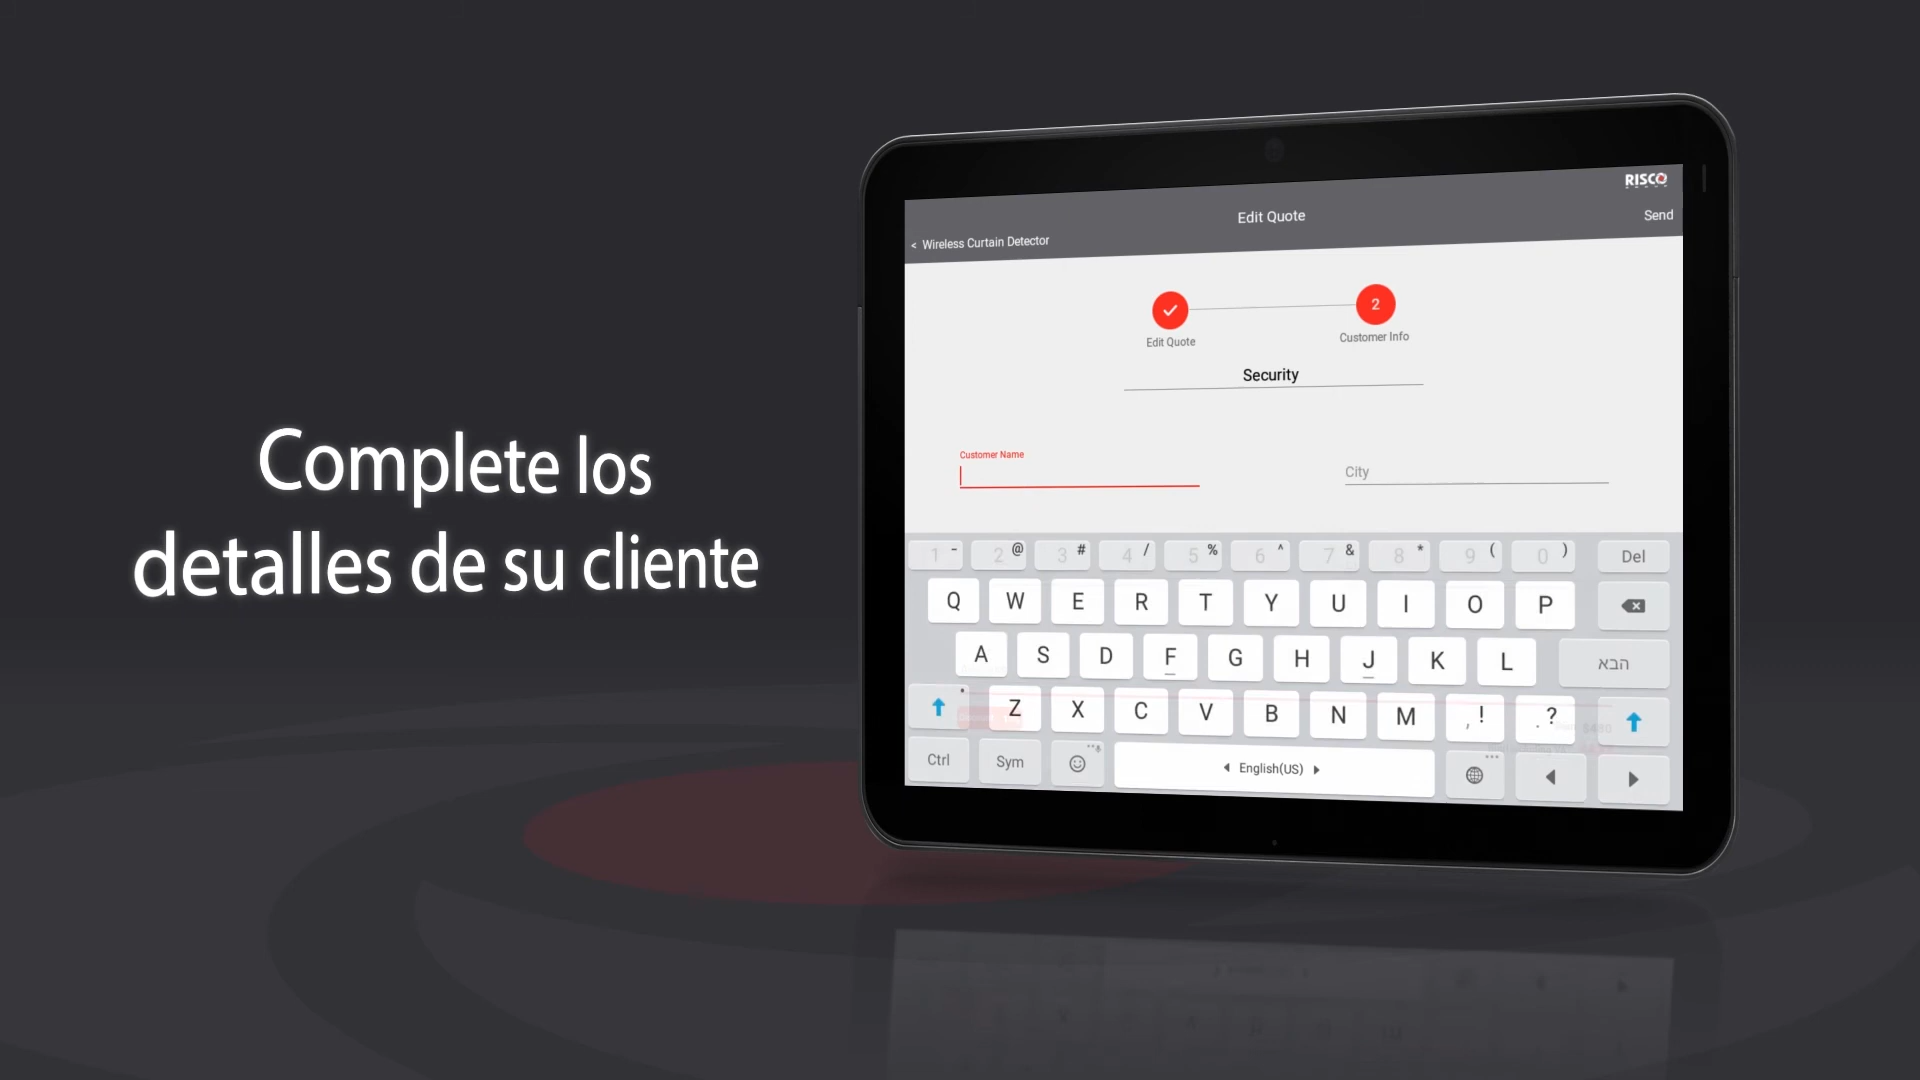 Complete los
detalles de su cliente
RISCO
Edit Quote
Send
< Wireless Curtain Detector
2
Edit Quote
Customer Info
Security
Customer Name
City
1 - 2 @ 3 # 4 / 5 % 6 ^ 7 & 8 * 9 ( 0 ) Del
Q W E R T Y U I O P
A S D F G H J K L הבא
Z X C V B N M , ! . ?
Ctrl Sym English(US)